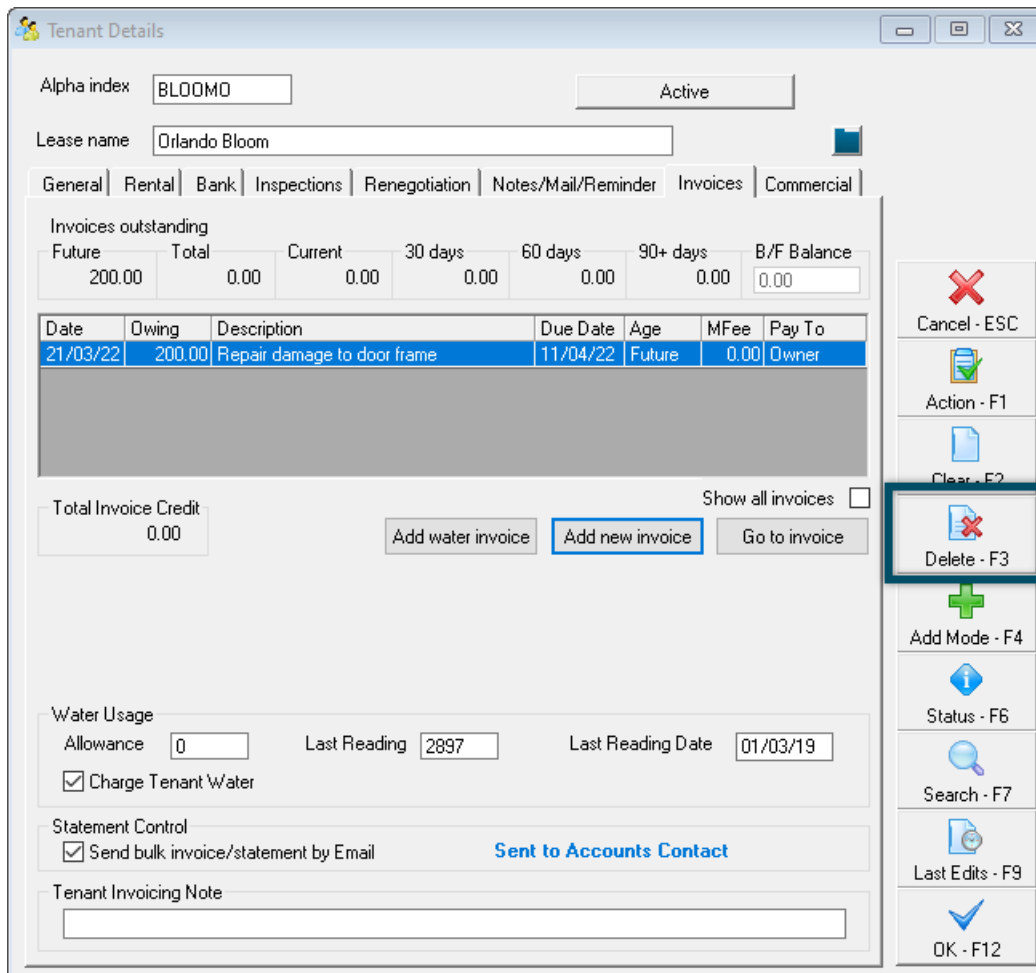 Tenant Details
Alpha index BLOOMO Active
Lease name Orlando Bloom
General Rental Bank Inspections Renegotiation Notes/Mail/Reminder Invoices Commercial
Invoices outstanding
Future Total Current 30 days 60 days 90+ days B/F Balance
200.00 0.00 0.00 0.00 0.00 0.00 0.00
Date Owing Description Due Date Age MFee Pay To
21/03/22 200.00 Repair damage to door frame 11/04/22 Future 0.00 Owner
Show all invoices
Total Invoice Credit
0.00
Add water invoice Add new invoice Go to invoice
Water Usage
Allowance 0 Last Reading 2897 Last Reading Date 01/03/19
Charge Tenant Water
Statement Control
Send bulk invoice/statement by Email Sent to Accounts Contact
Tenant Invoicing Note
Cancel - ESC
Action - F1
Clear - F2
Delete - F3
Add Mode - F4
Status - F6
Search - F7
Last Edits - F9
OK - F12